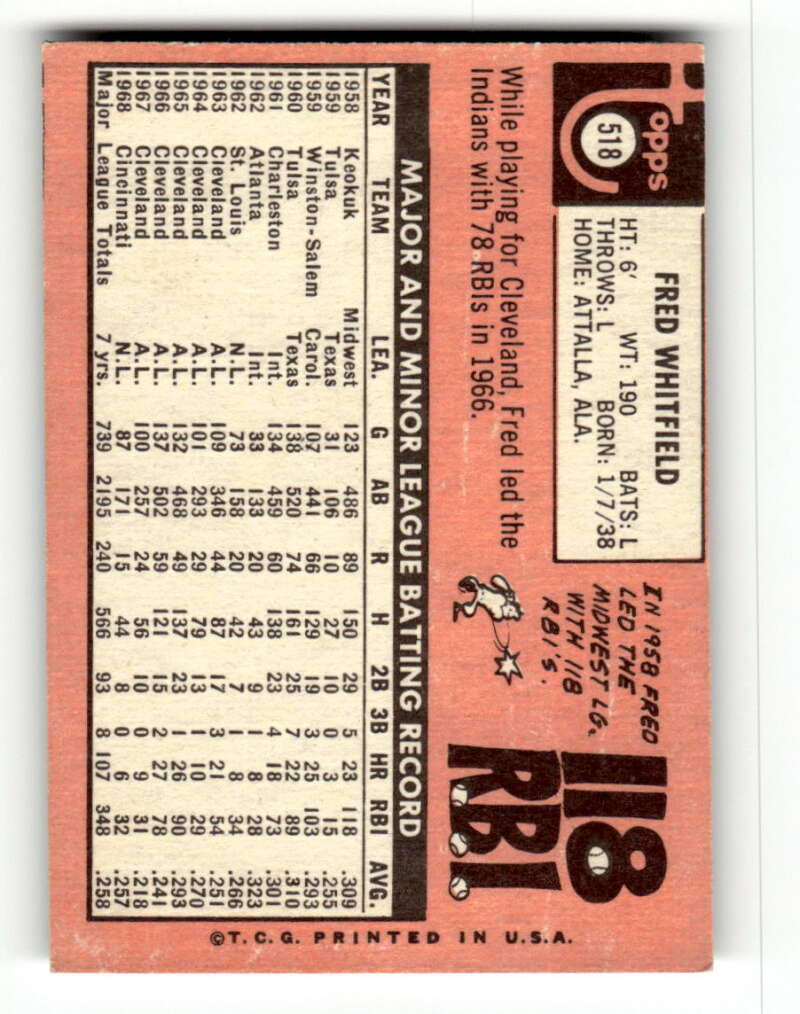 topps
518
FRED WHITFIELD
HT: 6' WT: 190 BATS: L
THROWS: L BORN: 1/7/38
HOME: ATTALLA, ALA.
While playing for Cleveland, Fred led the
Indians with 78 RBIs in 1966.
IN 1958 FRED
LED THE
MIDWEST LG.
WITH 118
RBI'S.
118
R.B.I.
MAJOR AND MINOR LEAGUE BATTING RECORD
YEAR TEAM LEA. G AB R H 2B 3B HR RBI AVG.
1958 Keokuk Midwest 123 486 89 150 29 5 23 118 .309
1959 Tulsa Texas 31 106 10 27 10 0 3 15 .255
1959 Winston-Salem Carol. 107 441 66 129 19 3 25 103 .293
1960 Tulsa Texas 138 520 74 161 25 7 22 89 .310
1961 Charleston Int. 134 459 60 138 23 4 18 73 .301
1962 Atlanta Int. 33 133 20 43 9 1 8 28 .323
1962 St. Louis N.L. 73 158 20 42 7 1 8 34 .266
1963 Cleveland A.L. 109 346 44 87 17 3 21 54 .251
1964 Cleveland A.L. 101 293 29 79 13 1 10 29 .270
1965 Cleveland A.L. 132 468 49 137 23 1 26 90 .293
1966 Cleveland A.L. 137 502 59 121 15 2 27 78 .241
1967 Cleveland A.L. 100 257 24 56 10 0 9 31 .218
1968 Cincinnati N.L. 87 171 15 44 8 0 6 32 .257
Major League Totals 7 yrs. 739 2195 240 566 93 8 107 348 .258
©T.C.G. PRINTED IN U.S.A.